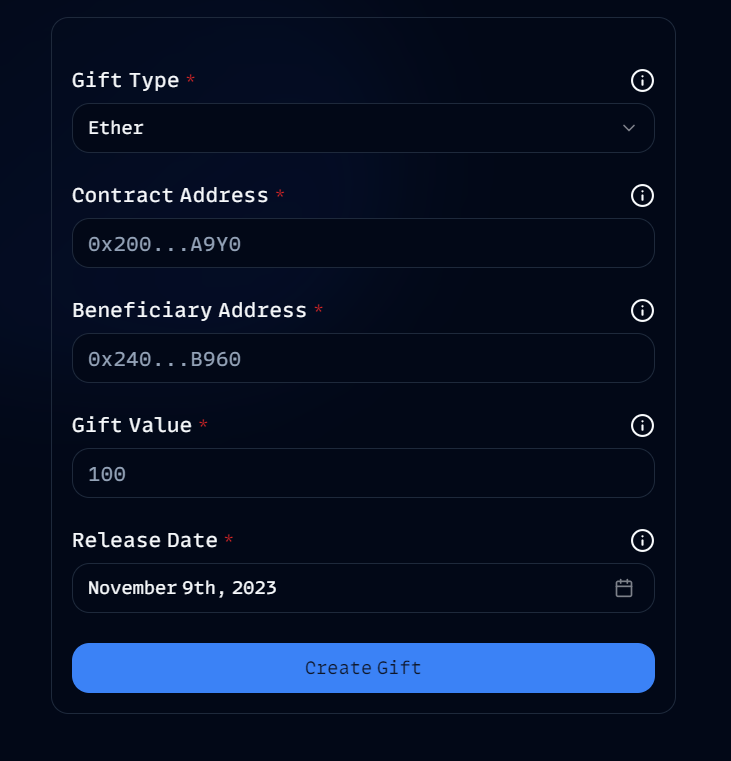 Gift Type *
Ether
Contract Address *
0x200...A9Y0
Beneficiary Address *
0x240...B960
Gift Value *
100
Release Date *
November 9th, 2023
Create Gift